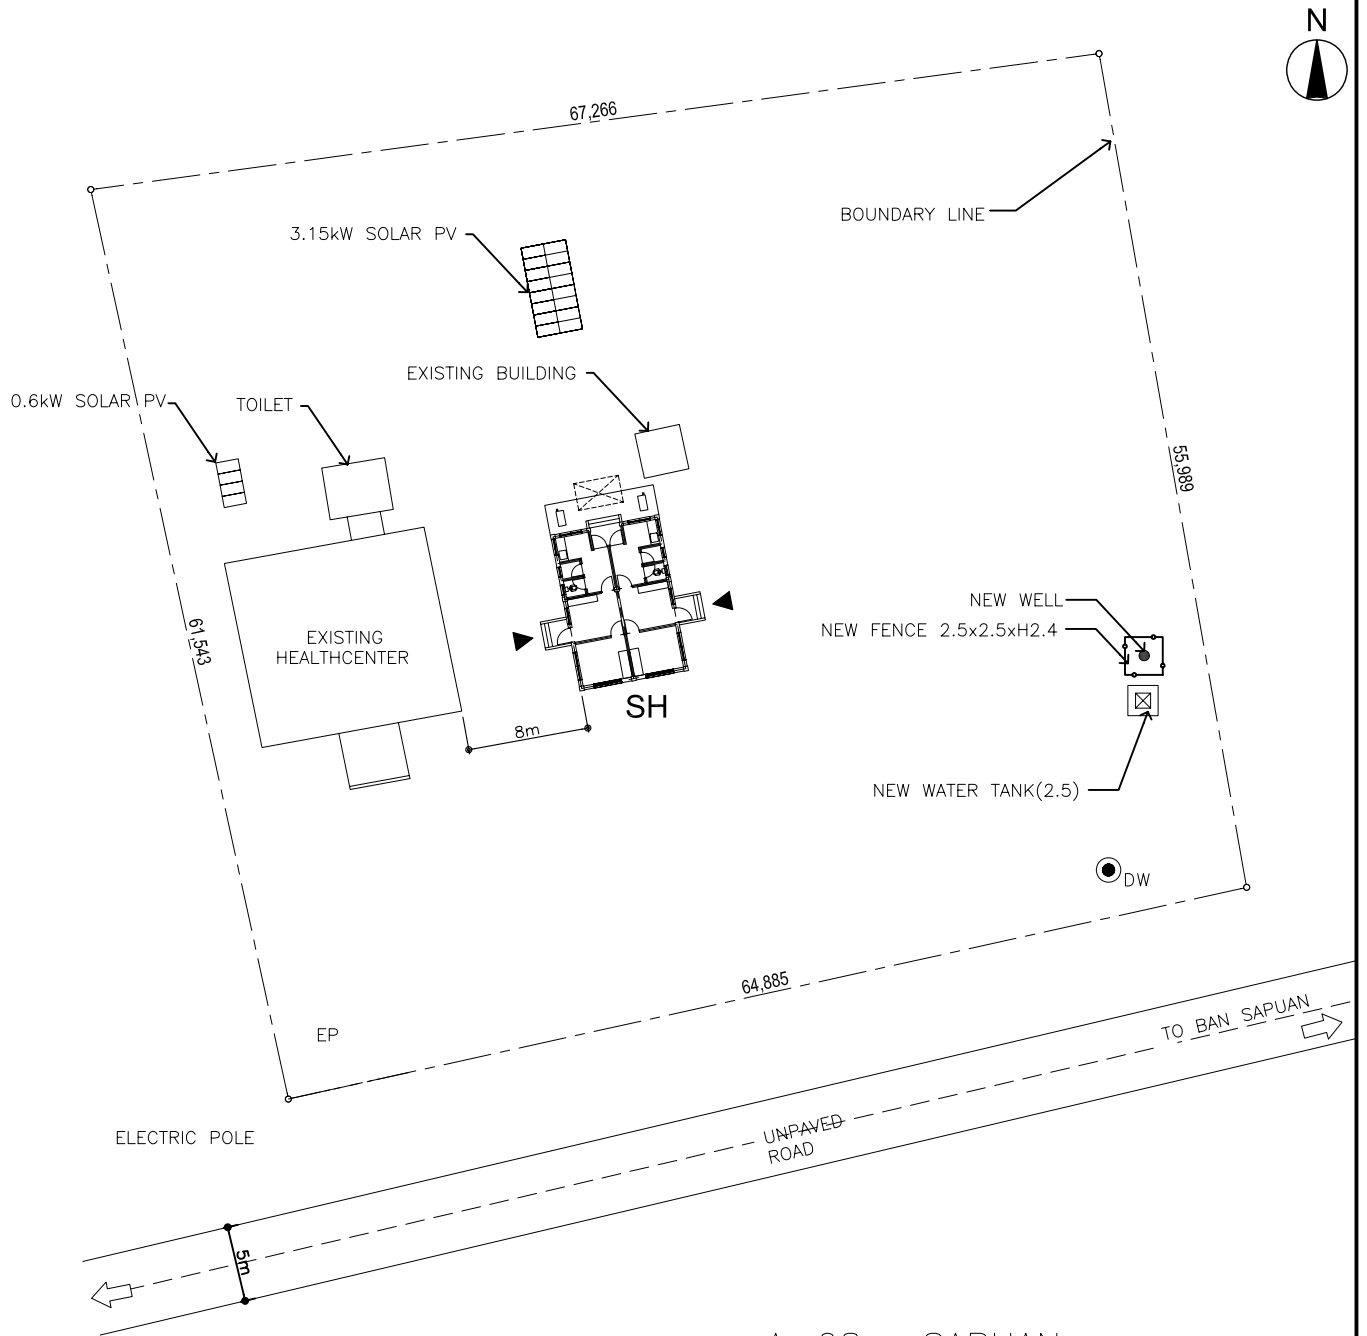 N
67,266
BOUNDARY LINE
3.15kW SOLAR PV
EXISTING BUILDING
0.6kW SOLAR PV
TOILET
55,989
NEW WELL
NEW FENCE 2.5x2.5xH2.4
61,543
EXISTING
HEALTHCENTER
SH
8m
NEW WATER TANK(2.5)
DW
64,885
EP
TO BAN SAPUAN
UNPAVED
ROAD
ELECTRIC POLE
5m